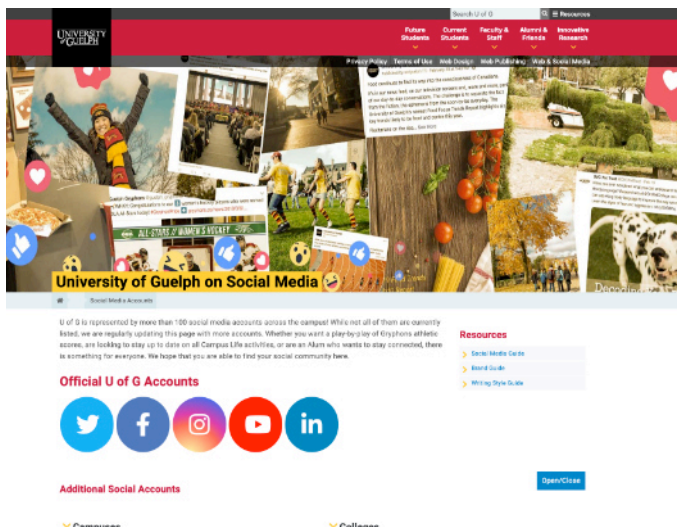 Search U of G
Resources
UNIVERSITY
OF GUELPH
Future Students
Current Students
Faculty & Staff
Alumni & Friends
Innovative Research
Privacy Policy Terms of Use Web Design Web Publishing Web & Social Media
ALL-STARS WOMEN'S HOCKEY
Decoding
University of Guelph on Social Media
Social Media Accounts
U of G is represented by more than 100 social media accounts across the campus! While not all of them are currently
listed, we are regularly updating this page with more accounts. Whether you want a play-by-play of Gryphons athletic
scores, are looking to stay up to date on all Campus Life activities, or are an Alum who wants to stay connected, there
is something for everyone. We hope that you are able to find your social community here.
Resources
Social Media Guide
Brand Guide
Writing Style Guide
Official U of G Accounts
f
in
Additional Social Accounts
Open/Close
Campuses
Colleges